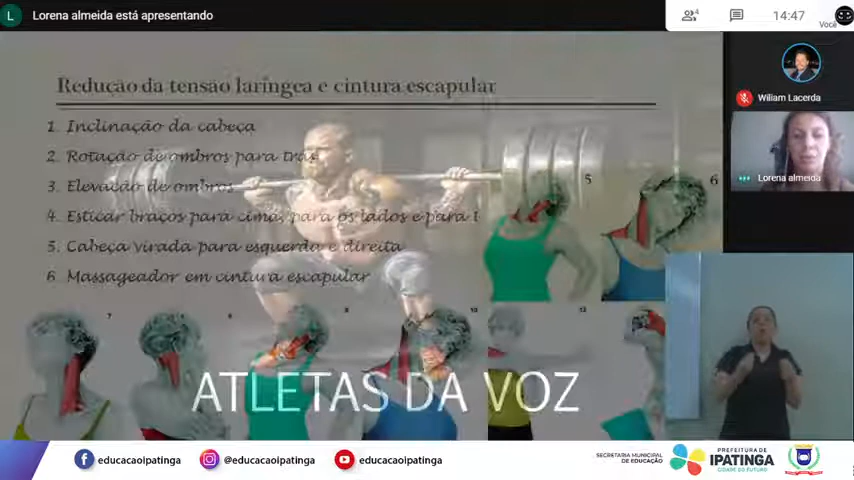 L Lorena almeida está apresentando
4
14:47
Você
Wiliam Lacerda
Lorena almeida
Redução da tensão laríngea e cintura escapular
1. Inclinação da cabeça
2. Rotação de ombros para trás
3. Elevação de ombros
4. Esticar braços para cima, para os lados e para
5. Cabeça virada para esquerda e direita
6. Massageador em cintura escapular
5
6
7
10
ATLETAS DA VOZ
educacaoipatinga
@educacaoipatinga
educacaoipatinga
SECRETARIA MUNICIPAL
DE EDUCAÇÃO
PREFEITURA DE
IPATINGA
CIDADE DO FUTURO